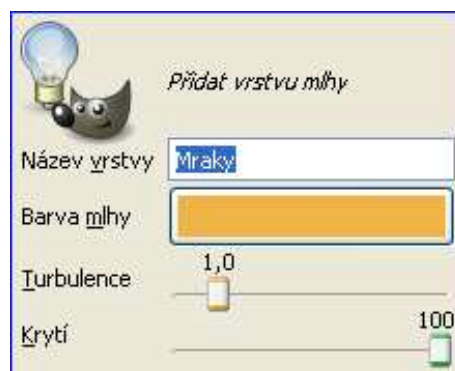 Přidat vrstvu mlhy
Název vrstvy Mraky
Barva mlhy
1,0
Turbulence
100
Krytí